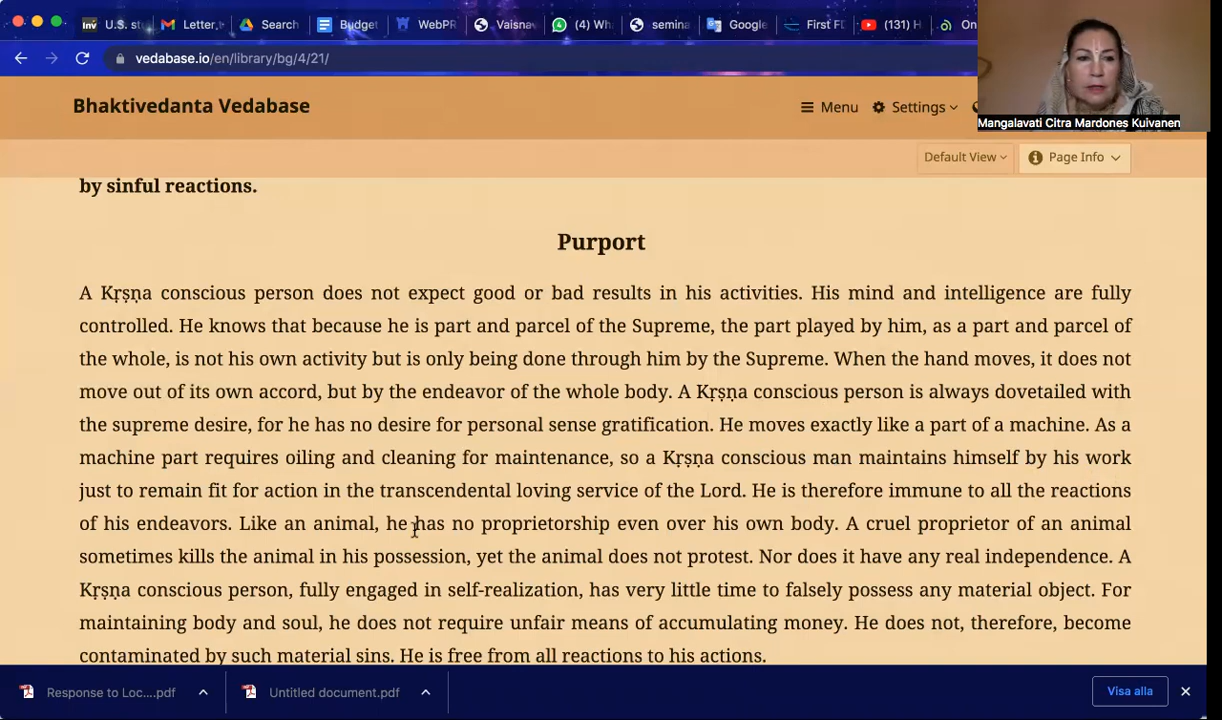 U.S. st
Letter,
Search
Budget
WebPR
Vaisna
(4) Wh
semina
Google
First Fl
(131) H
On
vedabase.io/en/library/bg/4/21/
Bhaktivedanta Vedabase
Menu
Settings
Mangalavati Citra Mardones Kuivanen
Default View
Page Info
by sinful reactions.
Purport
A Kṛṣṇa conscious person does not expect good or bad results in his activities. His mind and intelligence are fully
controlled. He knows that because he is part and parcel of the Supreme, the part played by him, as a part and parcel of
the whole, is not his own activity but is only being done through him by the Supreme. When the hand moves, it does not
move out of its own accord, but by the endeavor of the whole body. A Kṛṣṇa conscious person is always dovetailed with
the supreme desire, for he has no desire for personal sense gratification. He moves exactly like a part of a machine. As a
machine part requires oiling and cleaning for maintenance, so a Kṛṣṇa conscious man maintains himself by his work
just to remain fit for action in the transcendental loving service of the Lord. He is therefore immune to all the reactions
of his endeavors. Like an animal, he has no proprietorship even over his own body. A cruel proprietor of an animal
sometimes kills the animal in his possession, yet the animal does not protest. Nor does it have any real independence. A
Kṛṣṇa conscious person, fully engaged in self-realization, has very little time to falsely possess any material object. For
maintaining body and soul, he does not require unfair means of accumulating money. He does not, therefore, become
contaminated by such material sins. He is free from all reactions to his actions.
Response to Loc....pdf
Untitled document.pdf
Visa alla